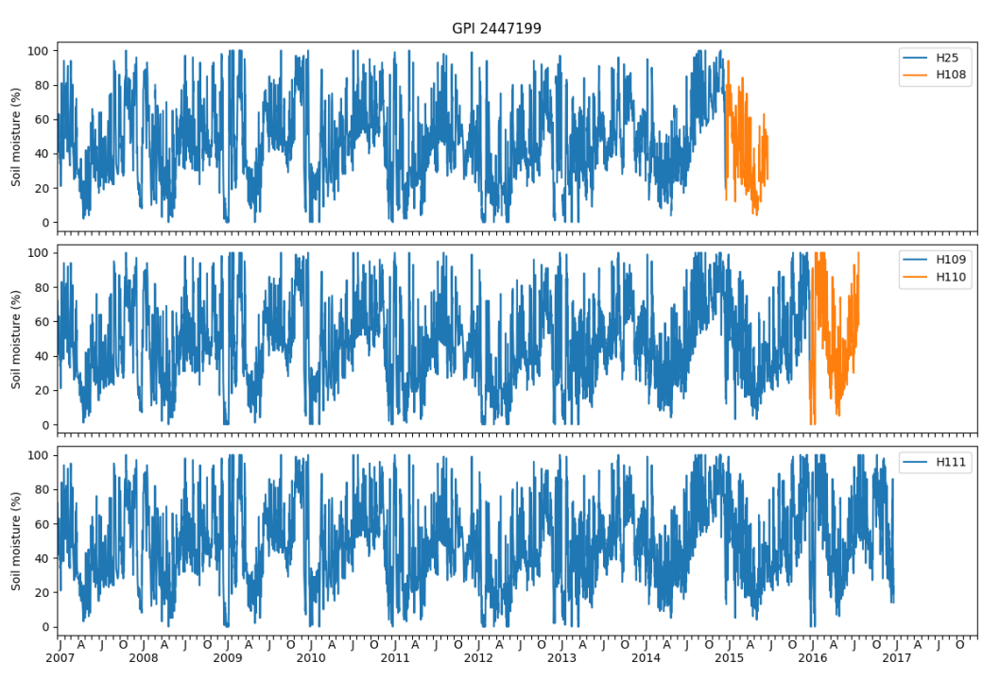 GPI 2447199
100
80
60
40
20
0
Soil moisture (%)
H25
H108
100
80
60
40
20
0
Soil moisture (%)
H109
H110
100
80
60
40
20
0
Soil moisture (%)
H111
J A J O J A J O J A J O J A J O J A J O J A J O J A J O J A J O J A J O J A J O J A J O
2007 2008 2009 2010 2011 2012 2013 2014 2015 2016 2017